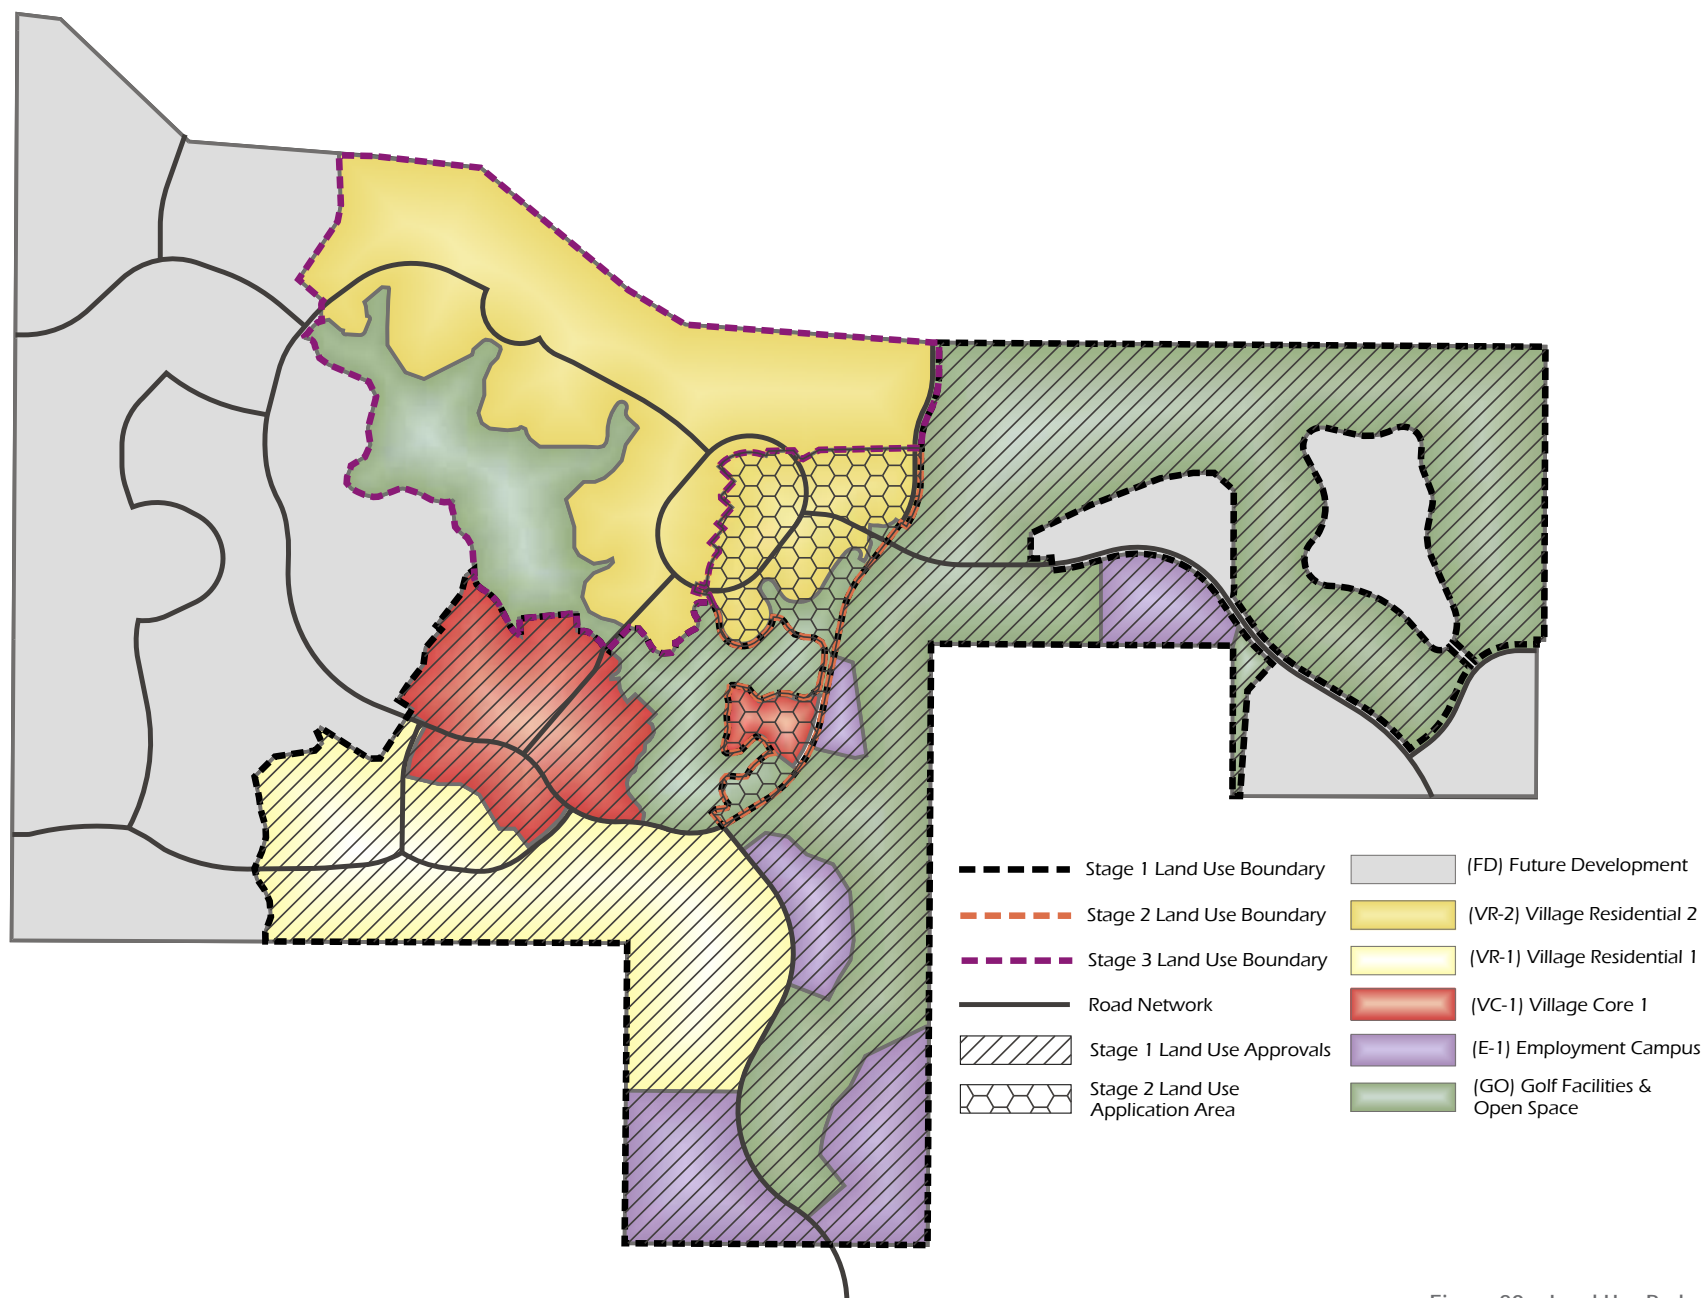 Stage 1 Land Use Boundary
Stage 2 Land Use Boundary
Stage 3 Land Use Boundary
Road Network
Stage 1 Land Use Approvals
Stage 2 Land Use
Application Area
(FD) Future Development
(VR-2) Village Residential 2
(VR-1) Village Residential 1
(VC-1) Village Core 1
(E-1) Employment Campus
(GO) Golf Facilities &
Open Space